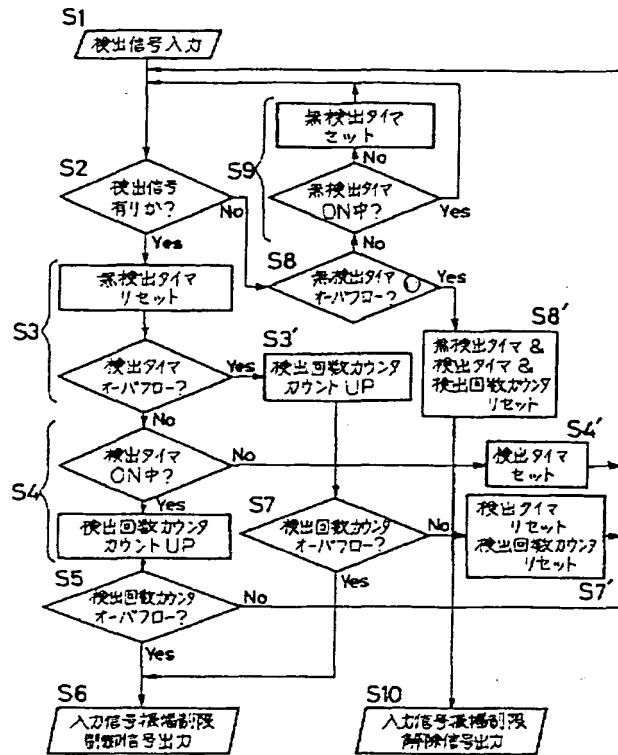 S1
検出信号入力
S2
検出信号
有りか?
No
Yes
S9
無検出タイマ
セット
No
無検出タイマ
ON中?
Yes
No
S8
無検出タイマ
オーバフロー?
Yes
S3
無検出タイマ
リセット
検出タイマ
オーバフロー?
Yes
No
S3'
検出回数カウンタ
カウントUP
S8'
無検出タイマ&
検出タイマ&
検出回数カウンタ
リセット
S4
検出タイマ
ON中?
No
Yes
検出回数カウンタ
カウントUP
S4'
検出タイマ
セット
S7
検出回数カウンタ
オーバフロー?
No
Yes
検出タイマ
リセット
検出回数カウンタ
リセット
S7'
S5
検出回数カウンタ
オーバフロー?
No
Yes
S6
入力信号振幅制限
制御信号出力
S10
入力信号振幅制限
解除信号出力